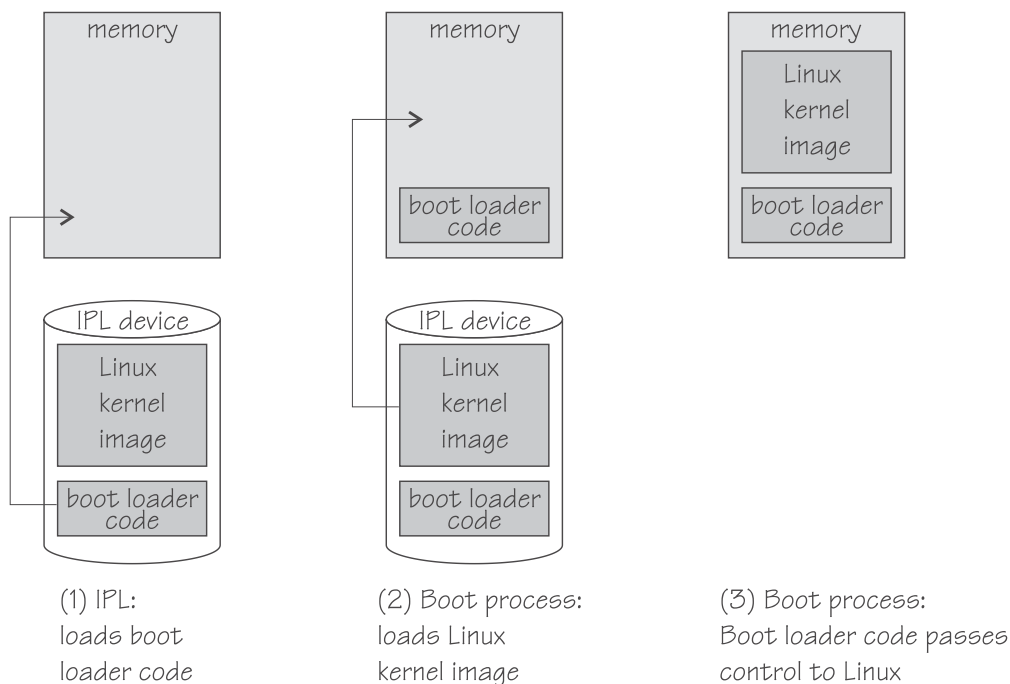 memory
boot loader
code
memory
Linux
kernel
image
boot loader
code
memory
IPL device
Linux
kernel
image
boot loader
code
IPL device
Linux
kernel
image
boot loader
code
(1) IPL:
loads boot
loader code
(2) Boot process:
loads Linux
kernel image
(3) Boot process:
Boot loader code passes
control to Linux